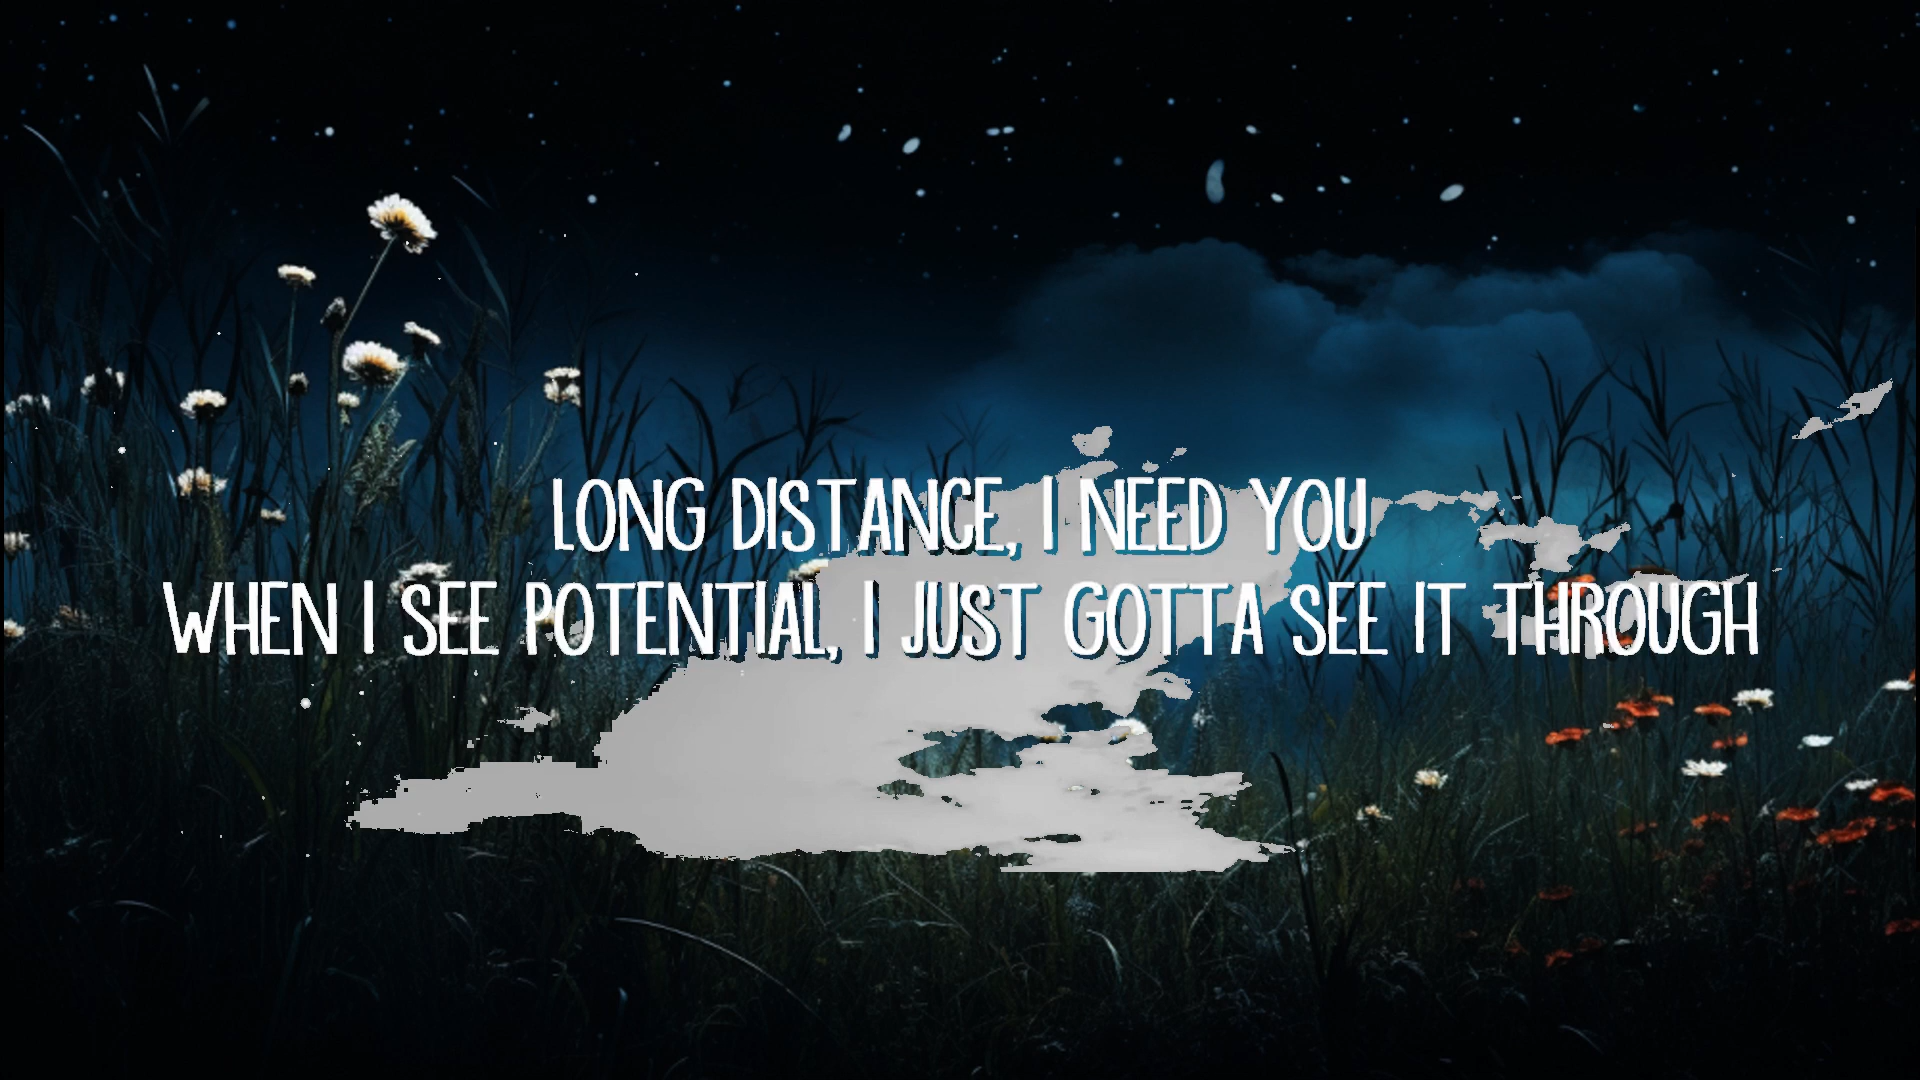 LONG DISTANCE, I NEED YOU
WHEN I SEE POTENTIAL, I JUST GOTTA SEE IT THROUGH